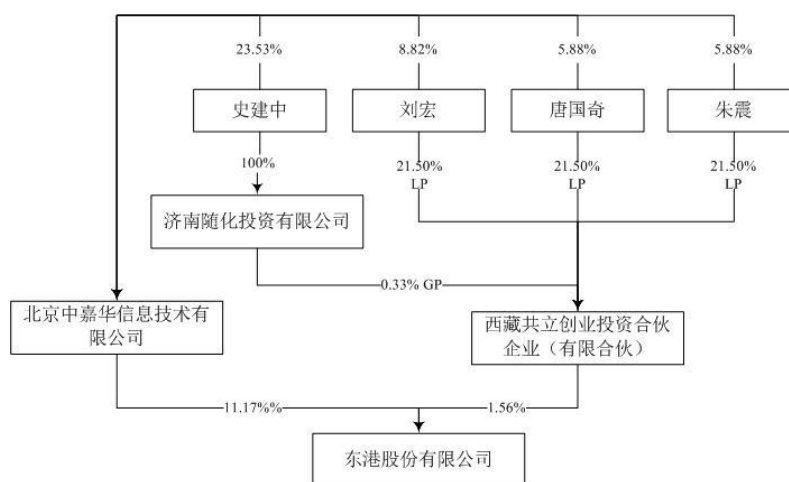 23.53%
8.82%
5.88%
5.88%
史建中
刘宏
唐国奇
朱震
100%
21.50%
LP
21.50%
LP
21.50%
LP
济南随化投资有限公司
0.33% GP
北京中嘉华信息技术有
限公司
西藏共立创业投资合伙
企业（有限合伙）
11.17%%
1.56%
东港股份有限公司